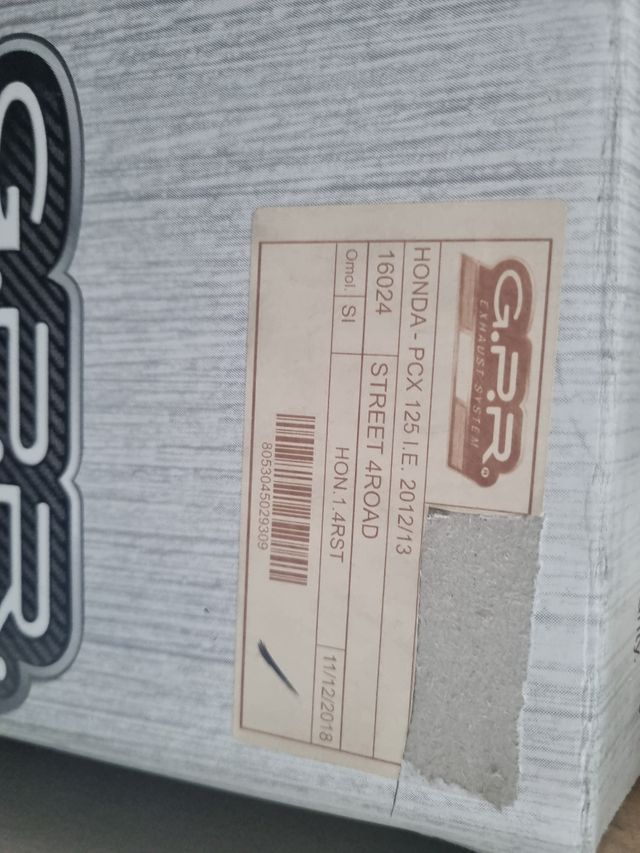 G.P.R.
G.P.R®
EXHAUST SYSTEM
HONDA - PCX 125 I.E. 2012/13
16024 STREET 4ROAD
Omol. SI HON.1.4RST 11/12/2018
8053045029309